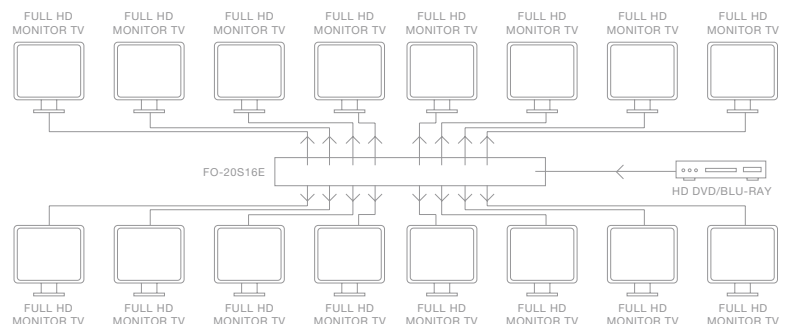 FULL HD FULL HD FULL HD FULL HD FULL HD FULL HD FULL HD FULL HD
MONITOR TV MONITOR TV MONITOR TV MONITOR TV MONITOR TV MONITOR TV MONITOR TV MONITOR TV
FO-20S16E
HD DVD/BLU-RAY
FULL HD FULL HD FULL HD FULL HD FULL HD FULL HD FULL HD FULL HD
MONITOR TV MONITOR TV MONITOR TV MONITOR TV MONITOR TV MONITOR TV MONITOR TV MONITOR TV